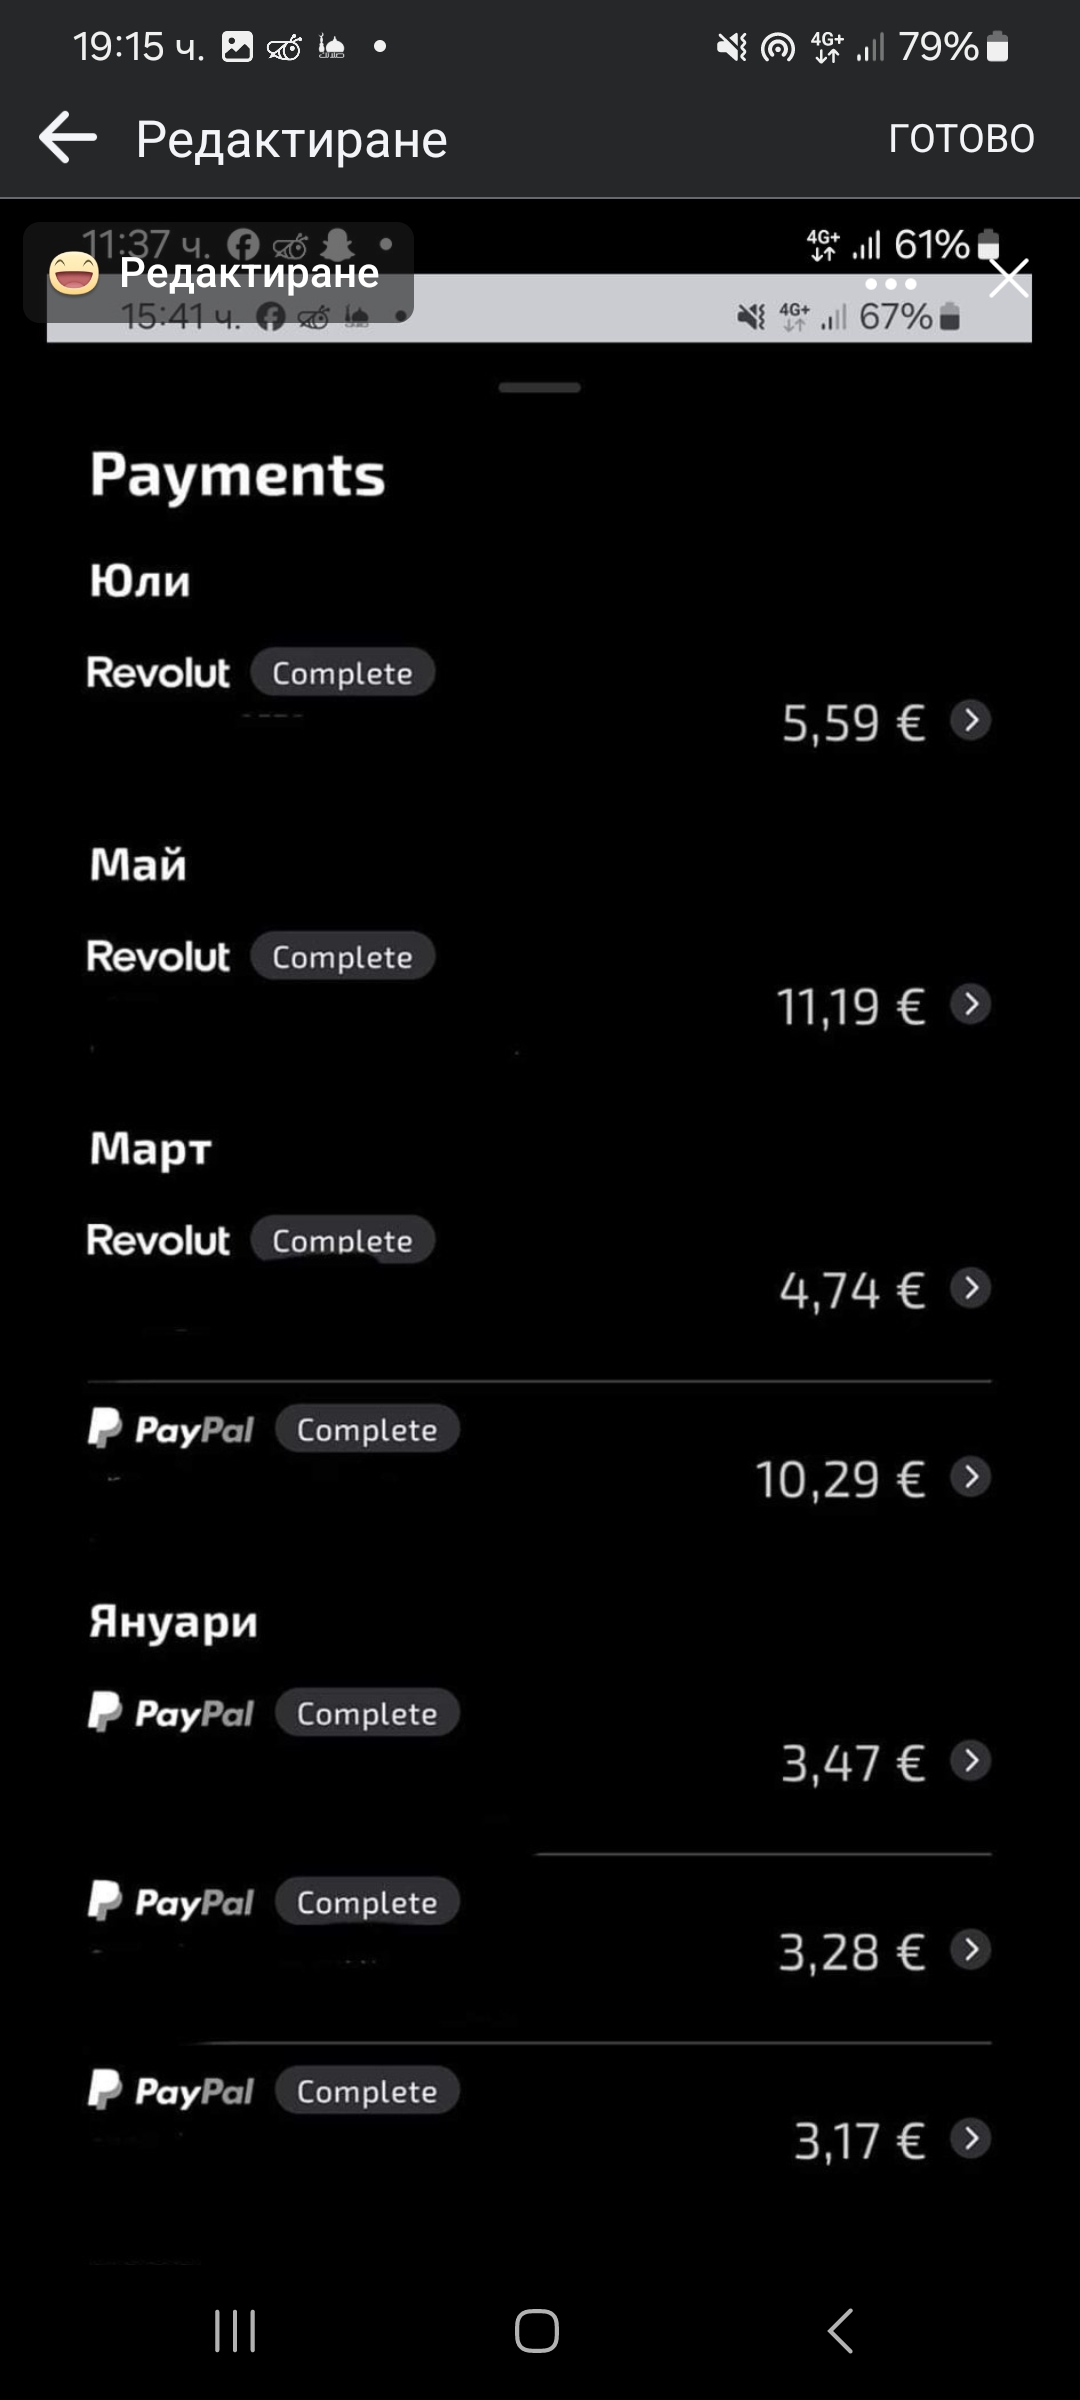 19:15 ч.
4G+ 79%
Редактиране
ГОТОВО
11:37 ч.
4G+ 61%
Редактиране
15:41 ч.
4G+ 67%
Payments
Юли
Revolut Complete
5,59 €
Май
Revolut Complete
11,19 €
Март
Revolut Complete
4,74 €
PayPal Complete
10,29 €
Януари
PayPal Complete
3,47 €
PayPal Complete
3,28 €
PayPal Complete
3,17 €